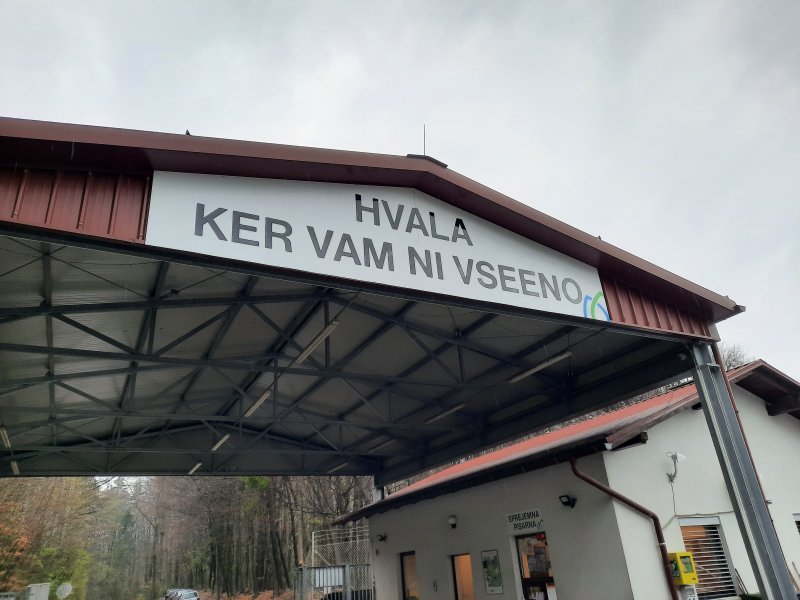 HVALA
KER VAM NI VSEENO
SPREJEMNA
PISARNA